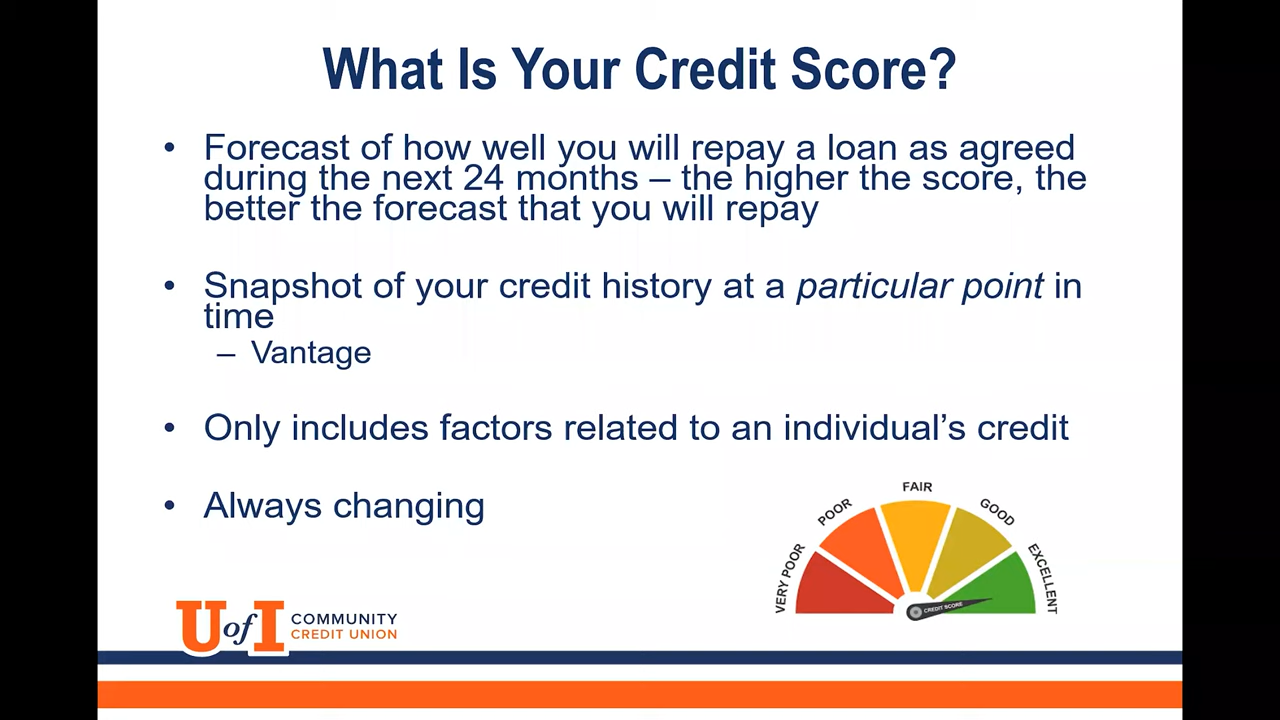 What Is Your Credit Score?
• Forecast of how well you will repay a loan as agreed
during the next 24 months – the higher the score, the
better the forecast that you will repay
• Snapshot of your credit history at a particular point in
time
– Vantage
• Only includes factors related to an individual’s credit
• Always changing
VERY POOR
POOR
FAIR
GOOD
EXCELLENT
CREDIT SCORE
U of I COMMUNITY
CREDIT UNION